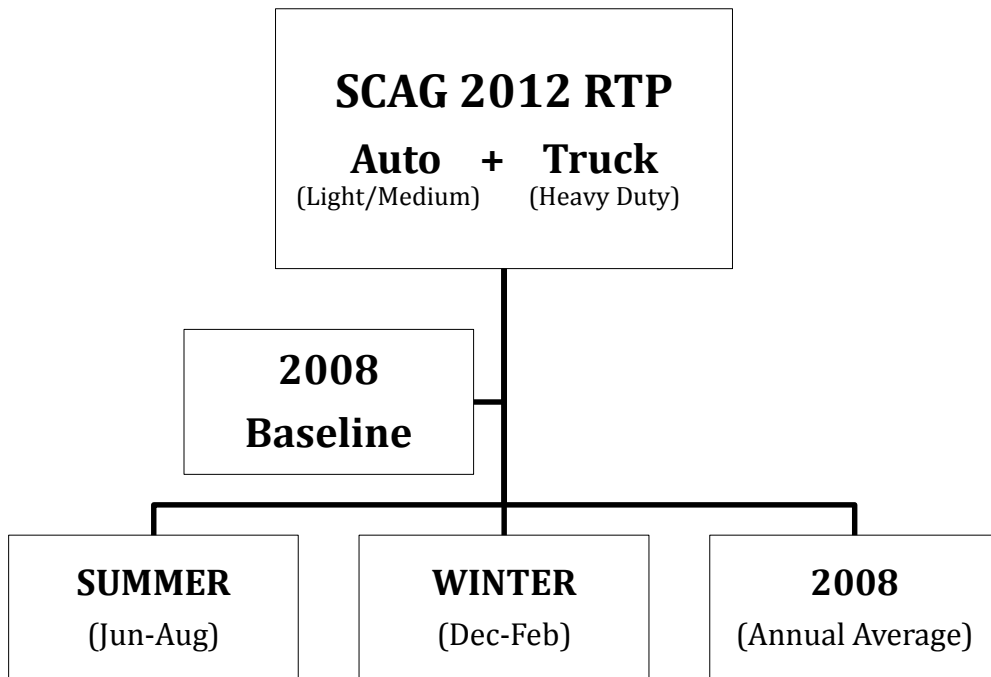 SCAG 2012 RTP
Auto + Truck
(Light/Medium) (Heavy Duty)
2008
Baseline
SUMMER
(Jun-Aug)
WINTER
(Dec-Feb)
2008
(Annual Average)